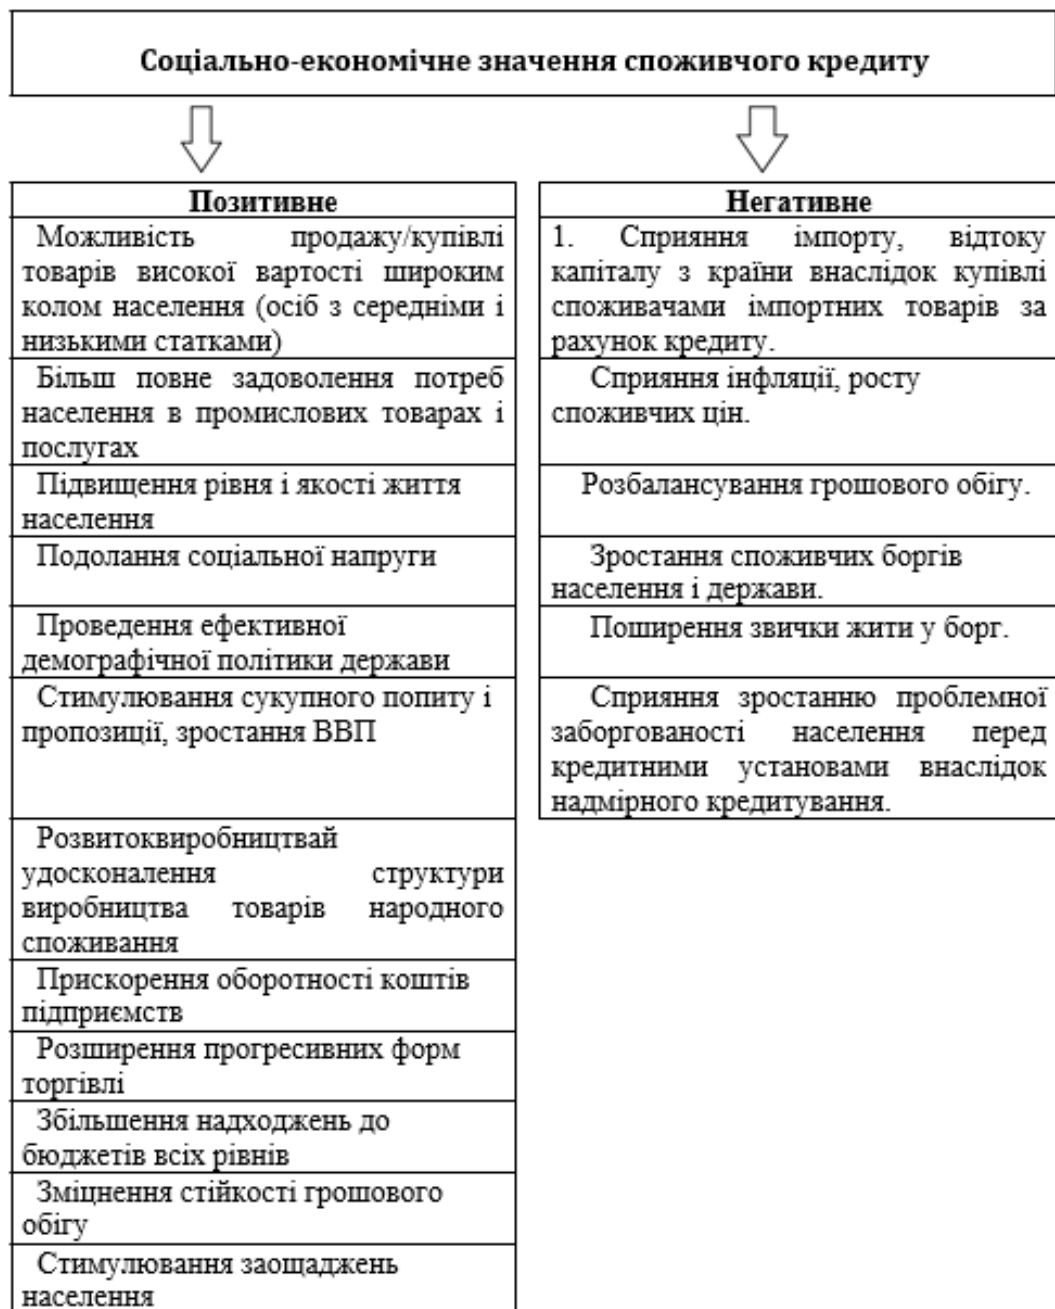 Соціально-економічне значення споживчого кредиту
Позитивне
Можливість продажу/купівлі
товарів високої вартості широким
колом населення (осіб з середніми і
низькими статками)
Більш повне задоволення потреб
населення в промислових товарах і
послугах
Підвищення рівня і якості життя
населення
Подолання соціальної напруги
Проведення ефективної
демографічної політики держави
Стимулювання сукупного попиту і
пропозиції, зростання ВВП
Розвитоквиробництвай
удосконалення структури
виробництва товарів народного
споживання
Прискорення оборотності коштів
підприємств
Розширення прогресивних форм
торгівлі
Збільшення надходжень до
бюджетів всіх рівнів
Зміцнення стійкості грошового
обігу
Стимулювання заощаджень
населення
Негативне
1. Сприяння імпорту, відтоку
капіталу з країни внаслідок купівлі
споживачами імпортних товарів за
рахунок кредиту.
Сприяння інфляції, росту
споживчих цін.
Розбалансування грошового обігу.
Зростання споживчих боргів
населення і держави.
Поширення звички жити у борг.
Сприяння зростанню проблемної
заборгованості населення перед
кредитними установами внаслідок
надмірного кредитування.